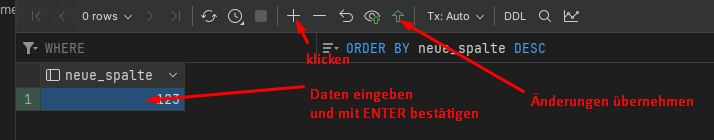 me
0 rows
Tx: Auto
DDL
WHERE
ORDER BY neue_spalte DESC
klicken
neue_spalte
1
123
Daten eingeben
und mit ENTER bestätigen
Änderungen übernehmen